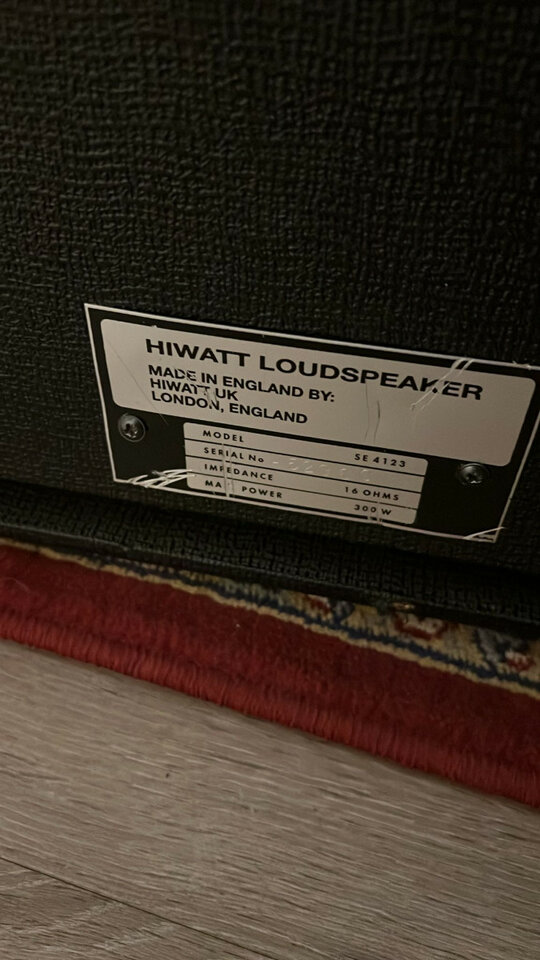 HIWATT LOUDSPEAKER
MADE IN ENGLAND BY:
HIWATT UK
LONDON, ENGLAND
MODEL SE 4123
SERIAL No
IMPEDANCE 16 OHMS
MAX POWER 300 W